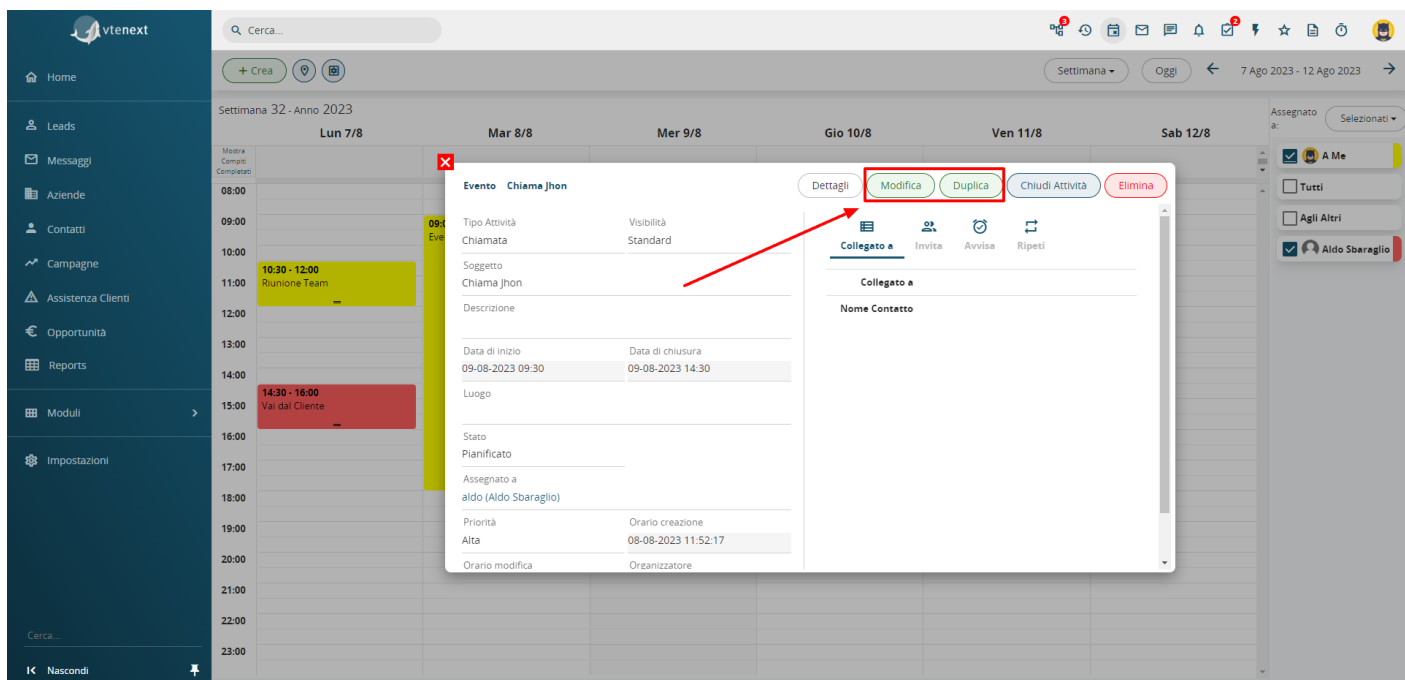 vtenext
Cerca...
3
2
Home
Leads
Messaggi
Aziende
Contatti
Campagne
Assistenza Clienti
Opportunità
Reports
Moduli
Impostazioni
Cerca...
Nascondi
+ Crea
Settimana
Oggi
7 Ago 2023 - 12 Ago 2023
Settimana 32 - Anno 2023
Lun 7/8
Mar 8/8
Mer 9/8
Gio 10/8
Ven 11/8
Sab 12/8
Mostra
Compiti
Completati
08:00
09:00
10:00
11:00
12:00
13:00
14:00
15:00
16:00
17:00
18:00
19:00
20:00
21:00
22:00
23:00
10:30 - 12:00
Riunione Team
14:30 - 16:00
Vai dal Cliente
09:0
Eve
Evento Chiama Jhon
Dettagli
Modifica
Duplica
Chiudi Attività
Elimina
Tipo Attività
Visibilità
Chiamata
Standard
Soggetto
Chiama Jhon
Descrizione
Data di inizio
Data di chiusura
09-08-2023 09:30
09-08-2023 14:30
Luogo
Stato
Pianificato
Assegnato a
aldo (Aldo Sbaraglio)
Priorità
Orario creazione
Alta
08-08-2023 11:52:17
Orario modifica
Organizzatore
Collegato a
Invita
Avvisa
Ripeti
Collegato a
Nome Contatto
Assegnato
a:
Selezionati
A Me
Tutti
Agli Altri
Aldo Sbaraglio